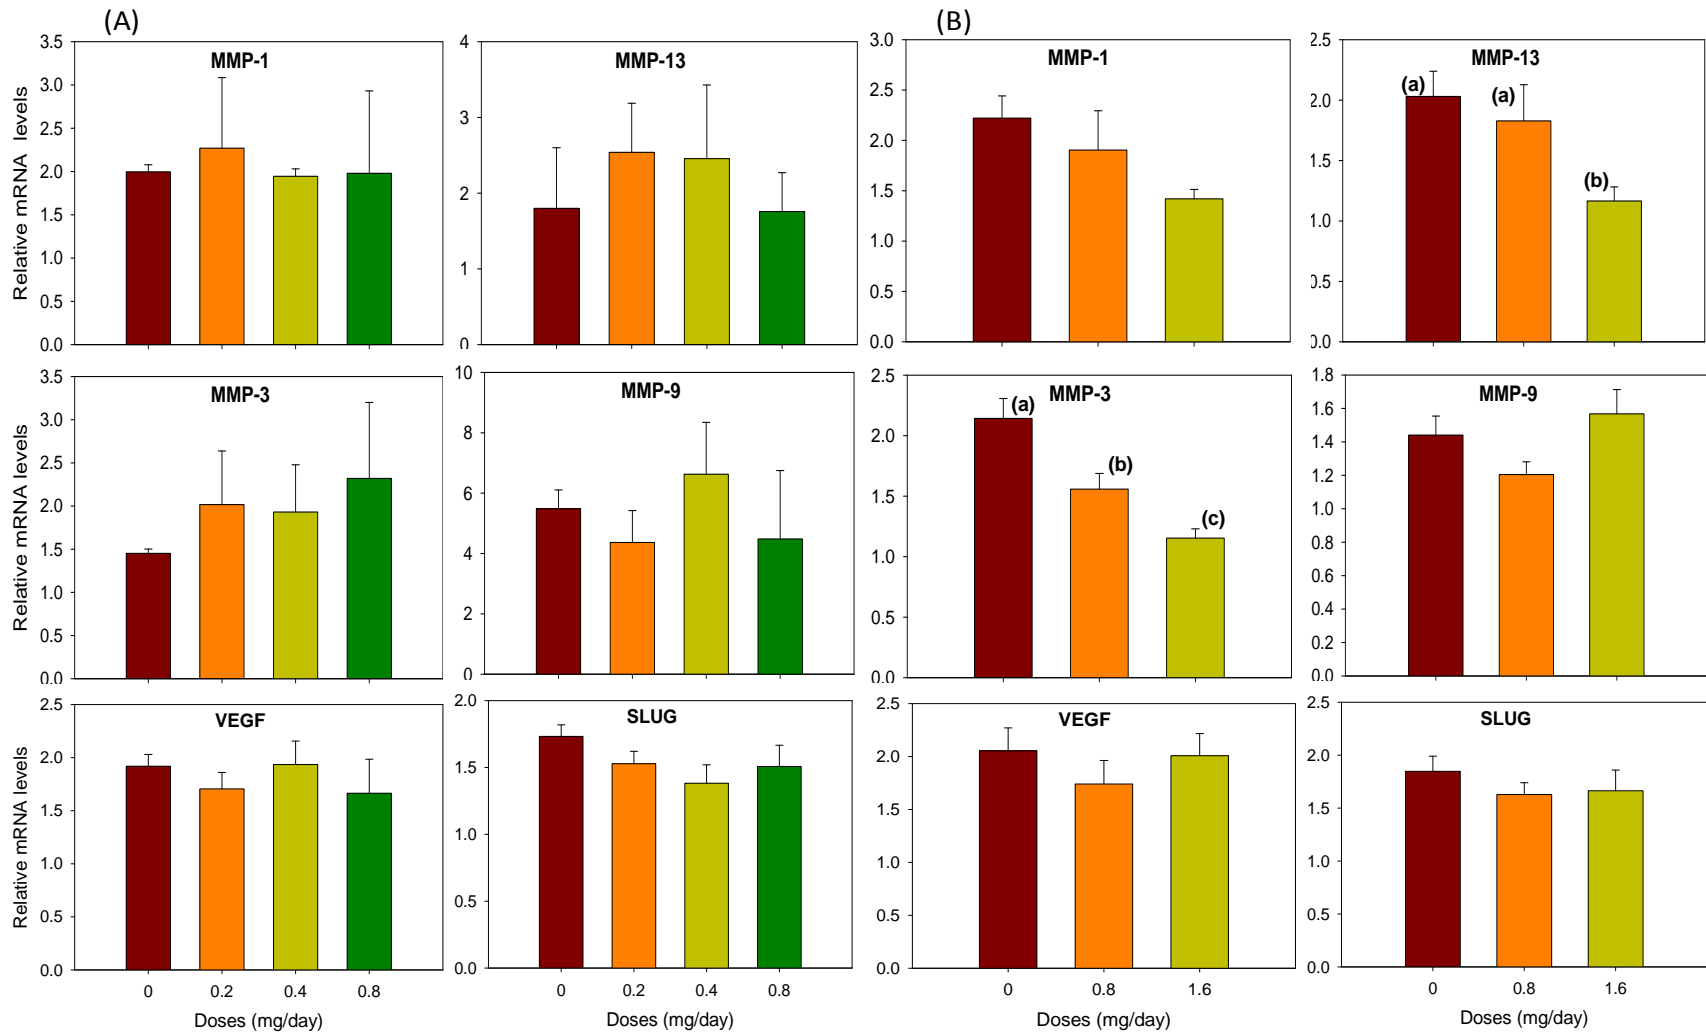 (A)
(B)
MMP-1
3.5
3.0
2.5
2.0
1.5
1.0
0.5
0.0
Relative mRNA levels
MMP-13
4
3
2
1
0
MMP-1
3.0
2.5
2.0
1.5
1.0
0.5
0.0
MMP-13
2.5
2.0
1.5
1.0
0.5
0.0
(a)
(a)
(b)
MMP-3
3.5
3.0
2.5
2.0
1.5
1.0
0.5
0.0
Relative mRNA levels
MMP-9
10
8
6
4
2
0
MMP-3
2.5
2.0
1.5
1.0
0.5
0.0
(a)
(b)
(c)
MMP-9
1.8
1.6
1.4
1.2
1.0
0.8
0.6
0.4
0.2
0.0
VEGF
2.5
2.0
1.5
1.0
0.5
0.0
Relative mRNA levels
0 0.2 0.4 0.8
Doses (mg/day)
SLUG
2.0
1.5
1.0
0.5
0.0
0 0.2 0.4 0.8
Doses (mg/day)
VEGF
2.5
2.0
1.5
1.0
0.5
0.0
0 0.8 1.6
Doses (mg/day)
SLUG
2.5
2.0
1.5
1.0
0.5
0.0
0 0.8 1.6
Doses (mg/day)